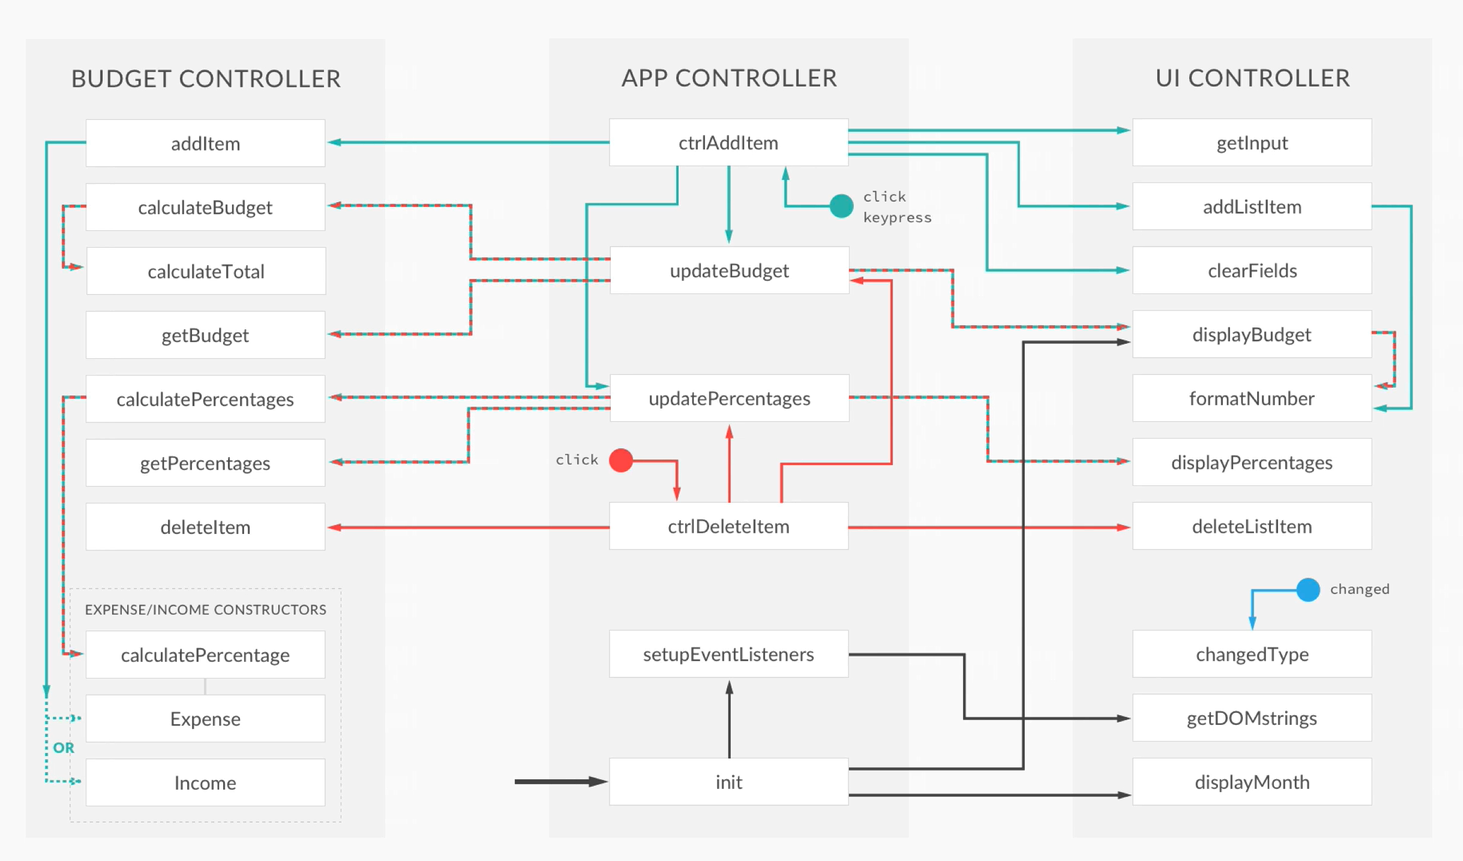 BUDGET CONTROLLER
addItem
calculateBudget
calculateTotal
getBudget
calculatePercentages
getPercentages
deleteItem
EXPENSE/INCOME CONSTRUCTORS
calculatePercentage
Expense
OR
Income
APP CONTROLLER
ctrlAddItem
click
keypress
updateBudget
updatePercentages
click
ctrlDeleteItem
setupEventListeners
init
UI CONTROLLER
getInput
addListItem
clearFields
displayBudget
formatNumber
displayPercentages
deleteListItem
changed
changedType
getDOMstrings
displayMonth